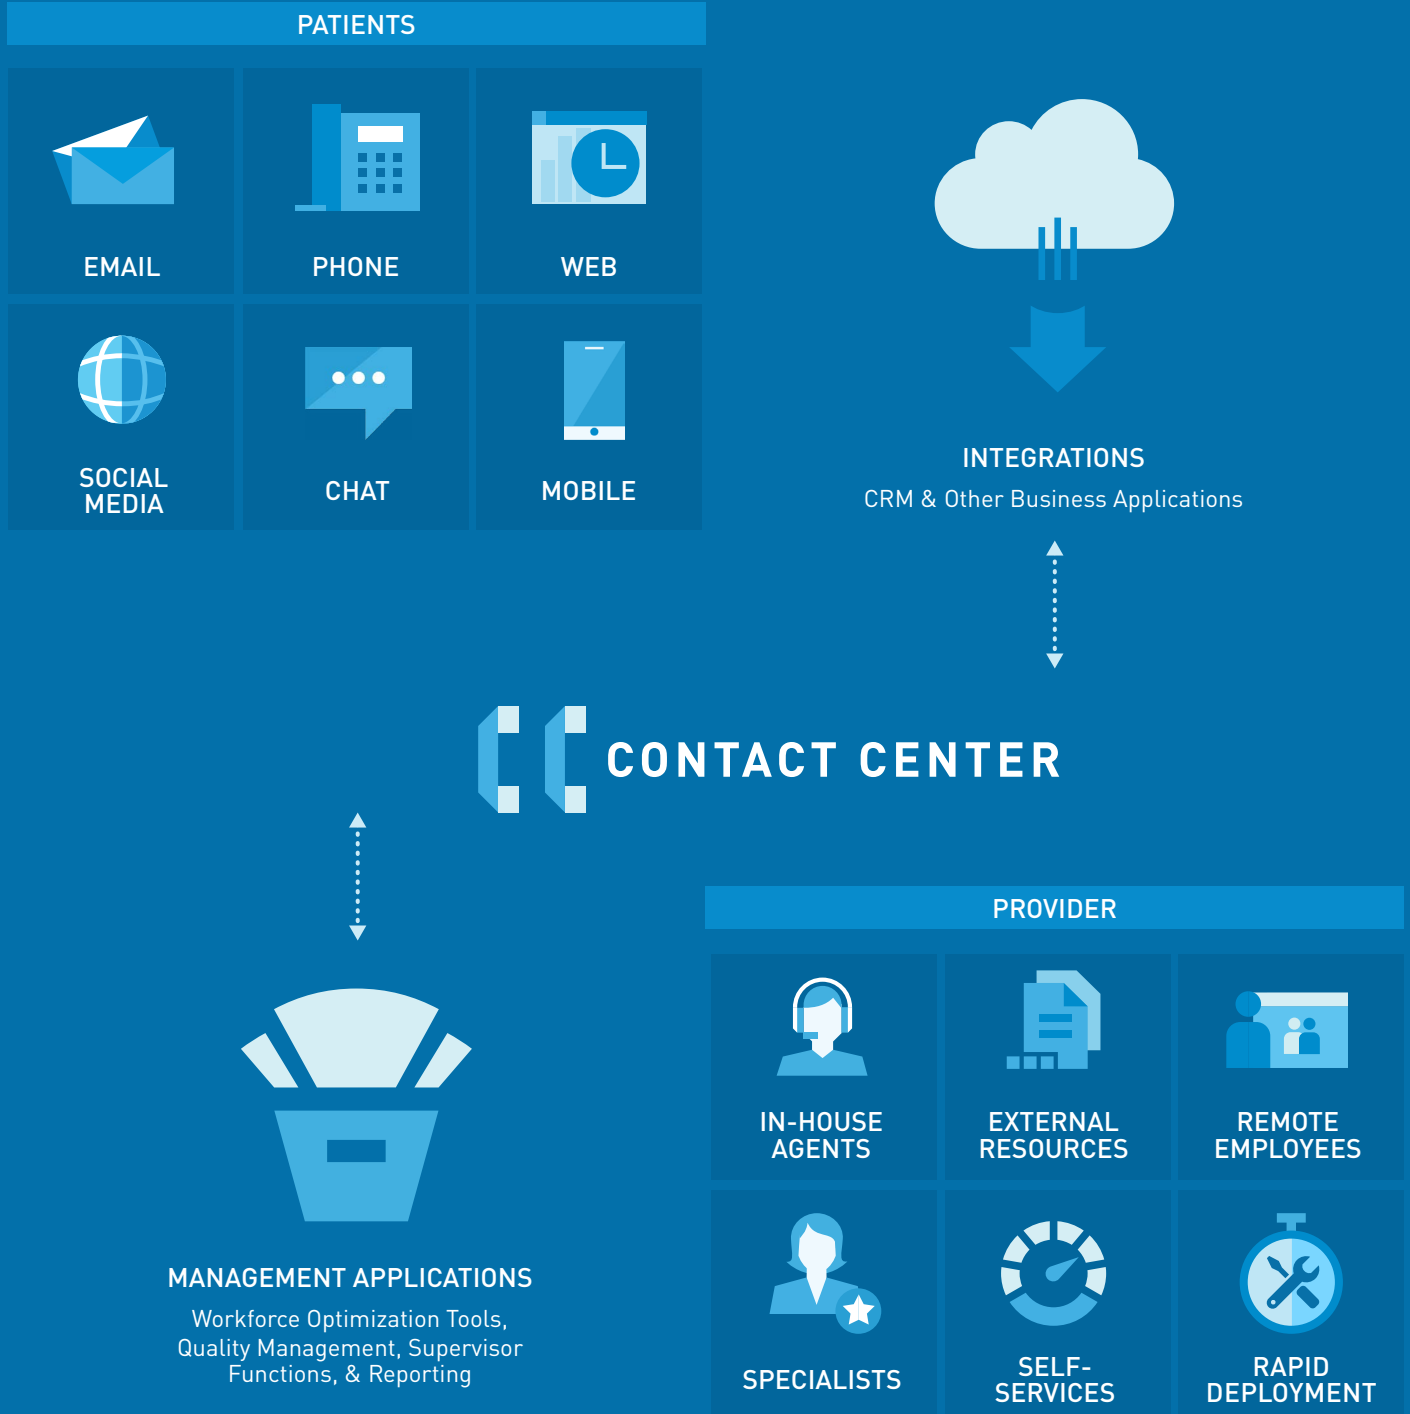 PATIENTS
EMAIL
PHONE
WEB
SOCIAL
MEDIA
CHAT
MOBILE
INTEGRATIONS
CRM & Other Business Applications
CONTACT CENTER
MANAGEMENT APPLICATIONS
Workforce Optimization Tools,
Quality Management, Supervisor
Functions, & Reporting
PROVIDER
IN-HOUSE
AGENTS
EXTERNAL
RESOURCES
REMOTE
EMPLOYEES
SPECIALISTS
SELF-
SERVICES
RAPID
DEPLOYMENT